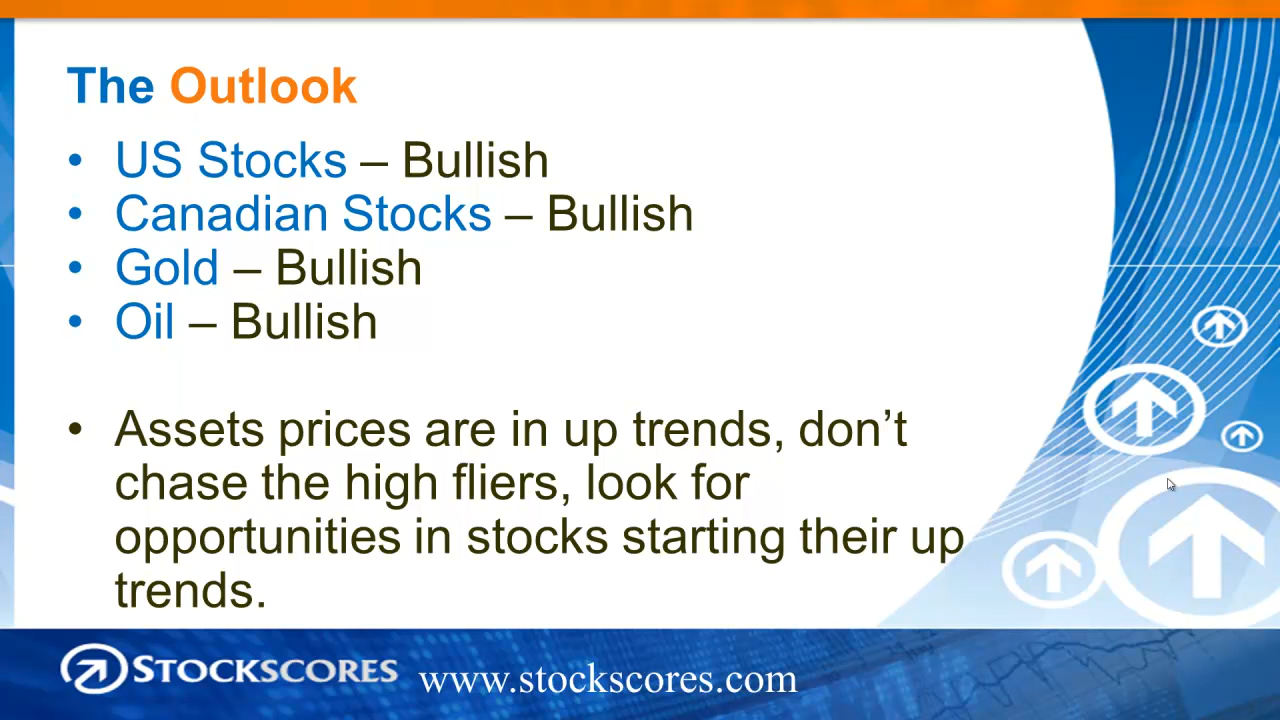 The Outlook
• US Stocks – Bullish
• Canadian Stocks – Bullish
• Gold – Bullish
• Oil – Bullish
• Assets prices are in up trends, don’t
chase the high fliers, look for
opportunities in stocks starting their up
trends.
STOCKSCORES www.stockscores.com